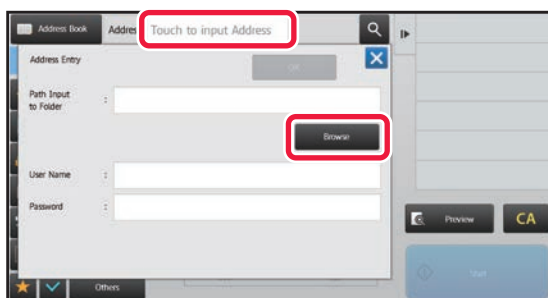 Address Book Addres Touch to input Address
Address Entry OK
Path Input
to Folder :
Browse
User Name :
Password :
Preview CA
Start
Others